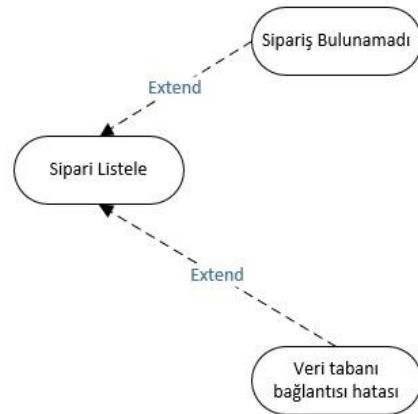 Sipariş Bulunamadı
Extend
Sipari Listele
Extend
Veri tabanı
bağlantısı hatası